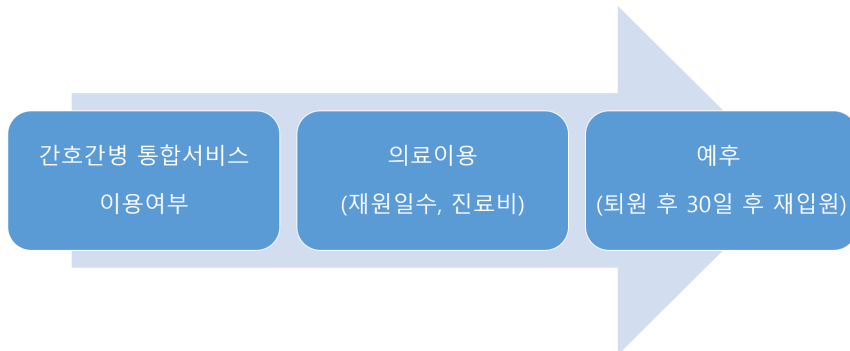 간호간병 통합서비스
이용여부
의료이용
(재원일수, 진료비)
예후
(퇴원 후 30일 후 재입원)